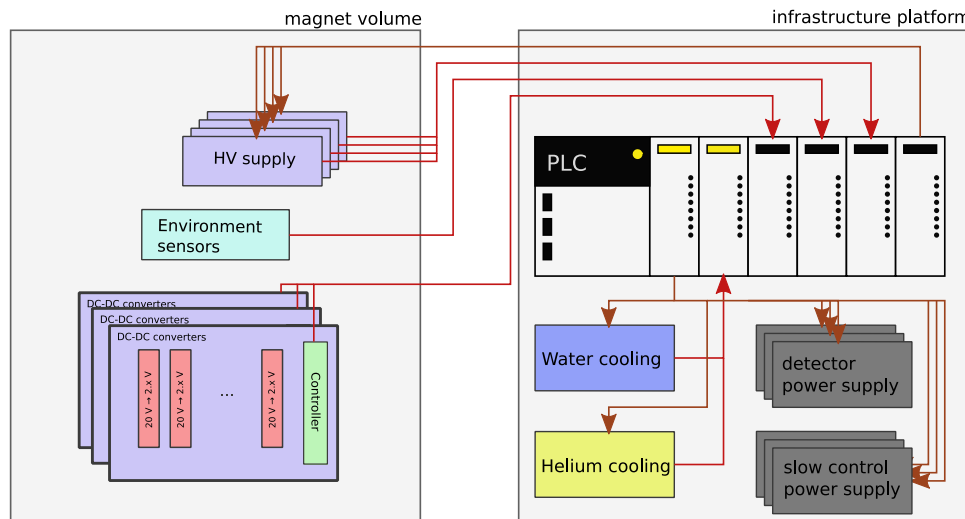 magnet volume
infrastructure platform
HV supply
PLC
Environment
sensors
DC-DC converters
DC-DC converters
DC-DC converters
20 V → 2.x V
20 V → 2.x V
...
20 V → 2.x V
Controller
Water cooling
detector
power supply
Helium cooling
slow control
power supply